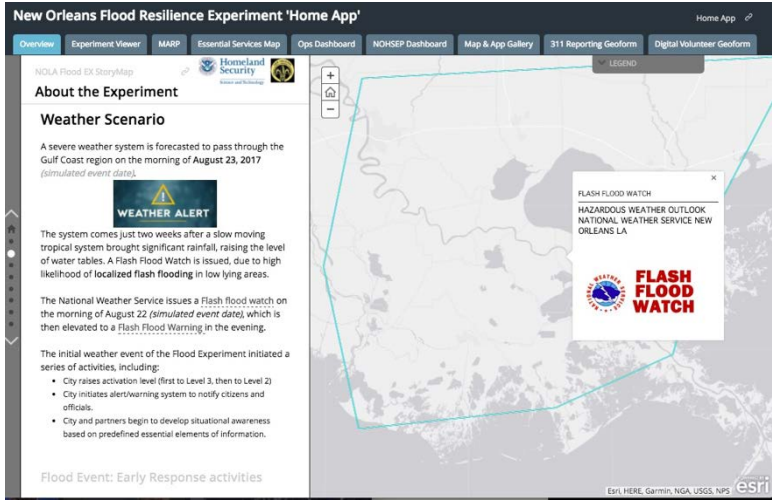 New Orleans Flood Resilience Experiment 'Home App'
Home App
Overview
Experiment Viewer
MARP
Essential Services Map
Ops Dashboard
NOHSEP Dashboard
Map & App Gallery
311 Reporting Geoform
Digital Volunteer Geoform
NOLA Flood EX StoryMap
Homeland
Security
Science and Technology
About the Experiment
Weather Scenario
A severe weather system is forecasted to pass through the
Gulf Coast region on the morning of August 23, 2017
(simulated event date).
WEATHER ALERT
The system comes just two weeks after a slow moving
tropical system brought significant rainfall, raising the level
of water tables. A Flash Flood Watch is issued, due to high
likelihood of localized flash flooding in low lying areas.
The National Weather Service issues a Flash flood watch on
the morning of August 22 (simulated event date), which is
then elevated to a Flash Flood Warning in the evening.
The initial weather event of the Flood Experiment initiated a
series of activities, including:
• City raises activation level (first to Level 3, then to Level 2)
• City initiates alert/warning system to notify citizens and
officials.
• City and partners begin to develop situational awareness
based on predefined essential elements of information.
Flood Event: Early Response activities
+
−
LEGEND
×
FLASH FLOOD WATCH
HAZARDOUS WEATHER OUTLOOK
NATIONAL WEATHER SERVICE NEW
ORLEANS LA
NATIONAL WEATHER SERVICE
FLASH
FLOOD
WATCH
Esri, HERE, Garmin, NGA, USGS, NPS
esri